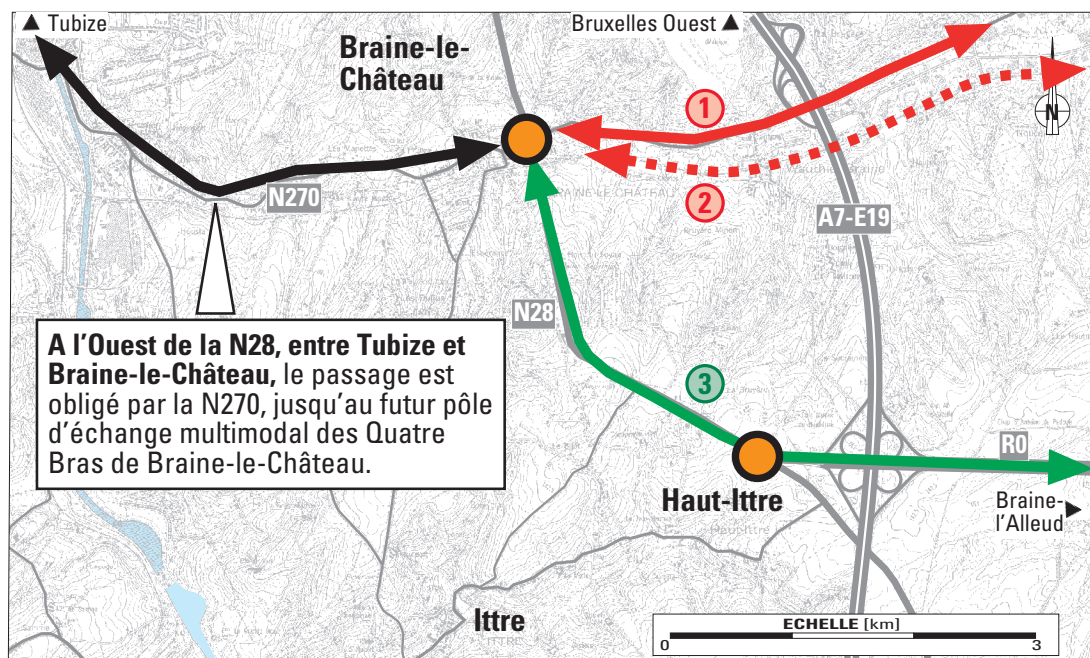 ▲ Tubize
Bruxelles Ouest ▲
Braine-le-
Château
1
N
N270
2
A7-E19
A l'Ouest de la N28, entre Tubize et
Braine-le-Château, le passage est
obligé par la N270, jusqu'au futur pôle
d'échange multimodal des Quatre
Bras de Braine-le-Château.
N28
3
R0
Haut-Ittre
Braine-
l'Alleud ▶
Ittre
ITTRE
ECHELLE [km]
0 3